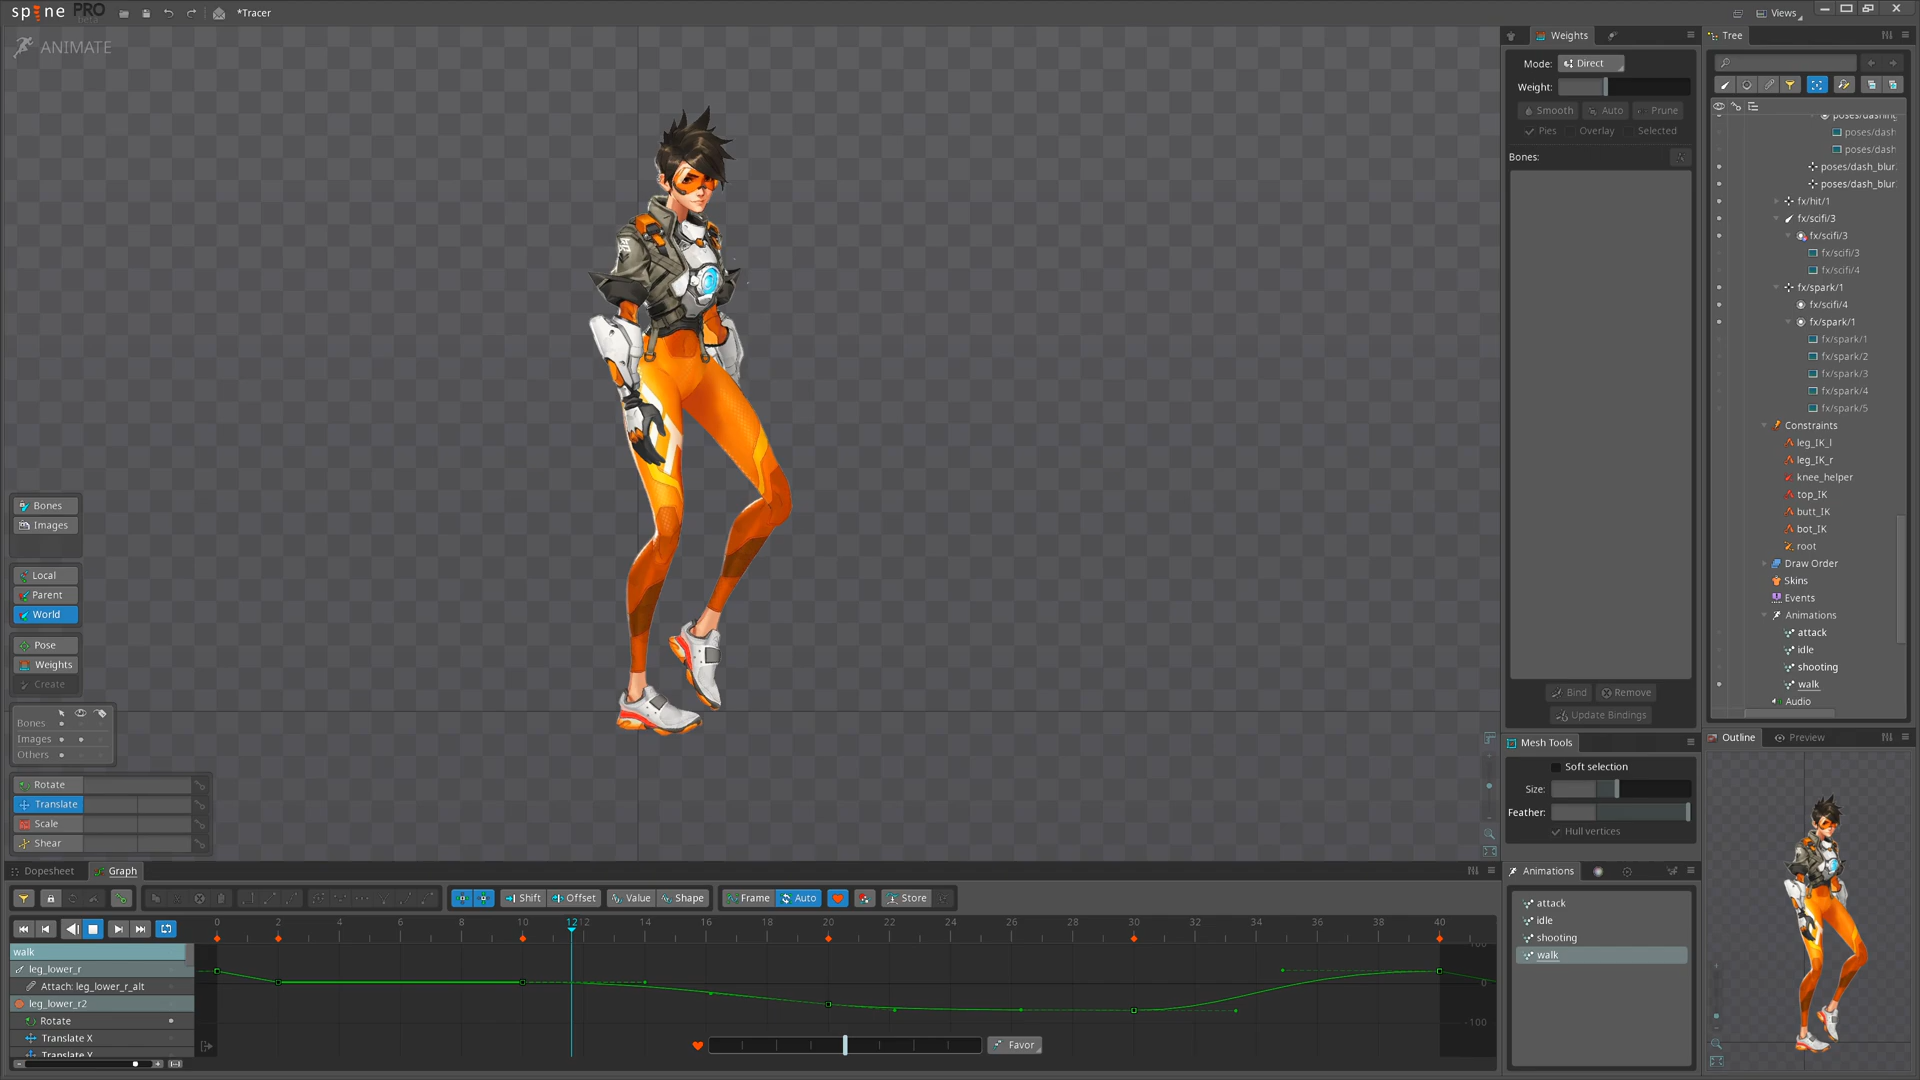 spine PRO
beta
*Tracer
Views
ANIMATE
Bones
Images
Local
Parent
World
Pose
Weights
Create
Bones
Images
Others
Rotate
Translate
Scale
Shear
Weights
Mode: Direct
Weight:
Smooth Auto Prune
Pies Overlay Selected
Bones:
Bind Remove
Update Bindings
Mesh Tools
Soft selection
Size:
Feather:
Hull vertices
Tree
poses/dashing
poses/dash
poses/dash
poses/dash_blur
poses/dash_blur
fx/hit/1
fx/scifi/3
fx/scifi/3
fx/scifi/3
fx/scifi/4
fx/spark/1
fx/scifi/4
fx/spark/1
fx/spark/1
fx/spark/2
fx/spark/3
fx/spark/4
fx/spark/5
Constraints
leg_IK_l
leg_IK_r
knee_helper
top_IK
butt_IK
bot_IK
root
Draw Order
Skins
Events
Animations
attack
idle
shooting
walk
Audio
Outline Preview
Dopesheet Graph
Shift Offset Value Shape Frame Auto Store
0 2 4 6 8 10 12 12 14 16 18 20 22 24 26 28 30 32 34 36 38 40
walk
leg_lower_r
Attach: leg_lower_r_alt
leg_lower_r2
Rotate
Translate X
Translate Y
100
0
-100
Favor
Animations
attack
idle
shooting
walk